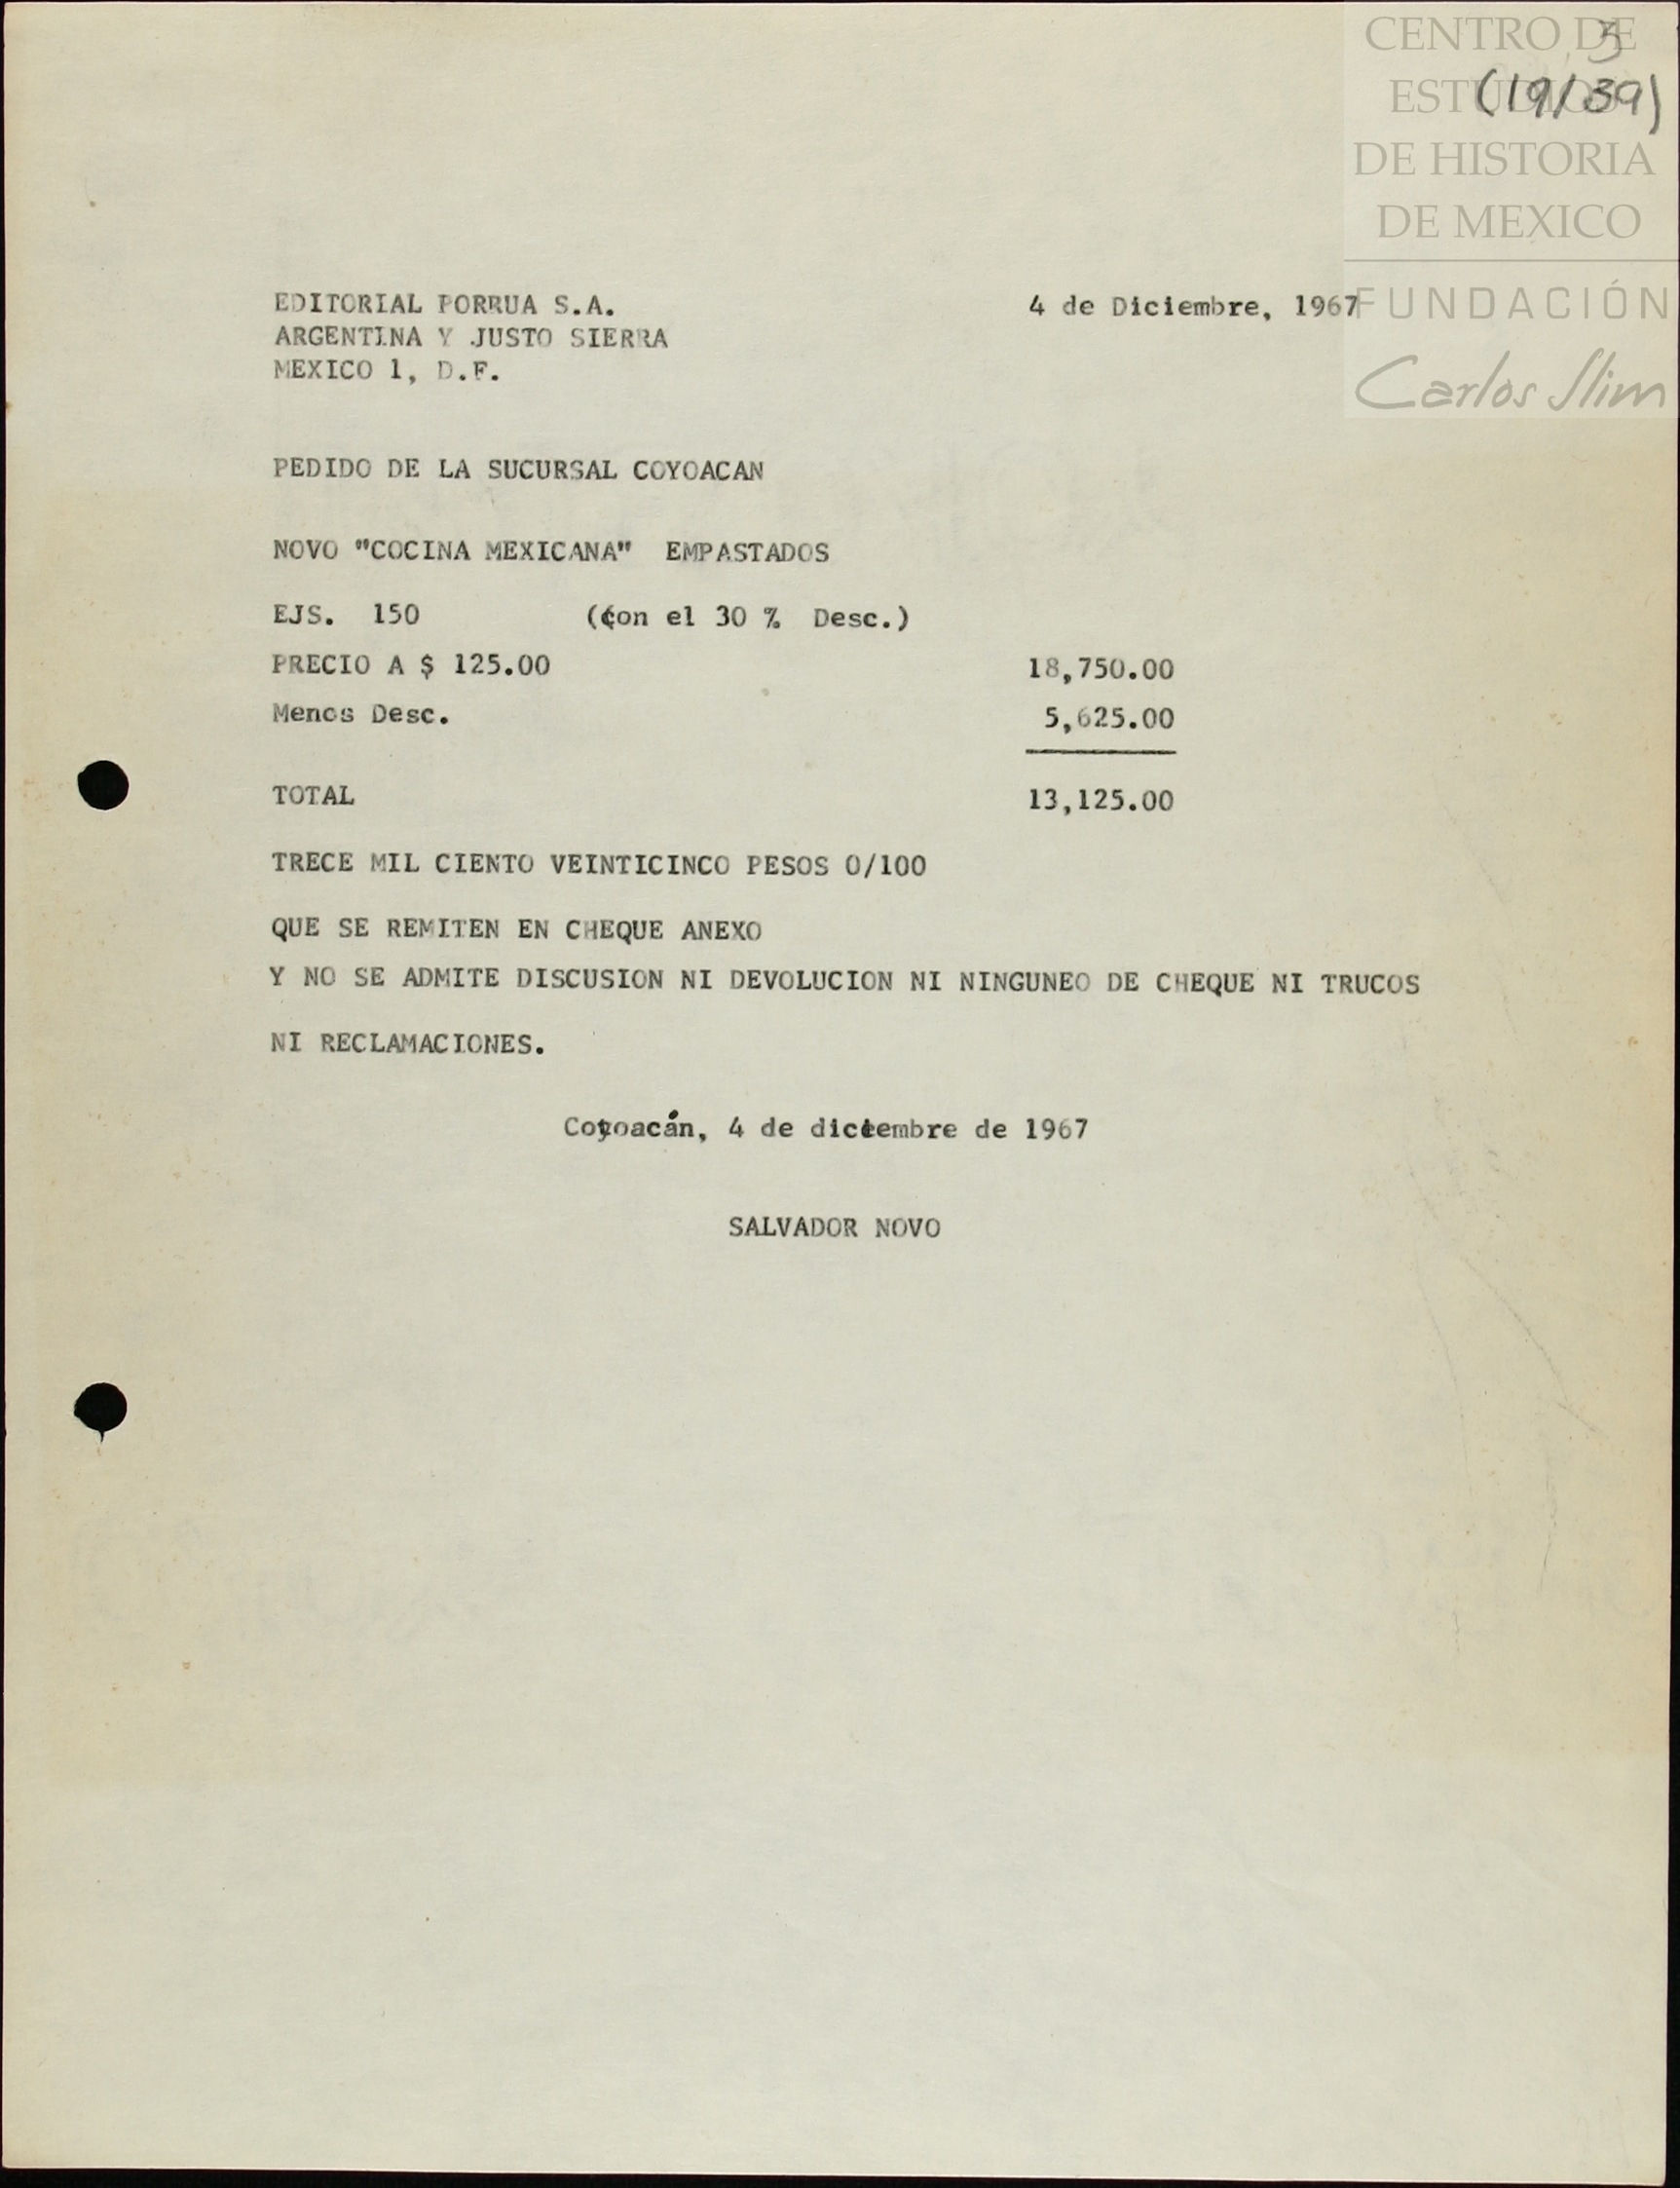 CENTRO DE
ESTUDIOS
DE HISTORIA
DE MEXICO
FUNDACIÓN
Carlos Slim
3
(19/39)
EDITORIAL PORRUA S.A.
4 de Diciembre, 1967
ARGENTINA Y JUSTO SIERRA
MEXICO 1, D.F.
PEDIDO DE LA SUCURSAL COYOACAN
NOVO "COCINA MEXICANA" EMPASTADOS
EJS. 150 (con el 30 % Desc.)
PRECIO A $ 125.00 18,750.00
Menos Desc. 5,625.00
TOTAL 13,125.00
TRECE MIL CIENTO VEINTICINCO PESOS 0/100
QUE SE REMITEN EN CHEQUE ANEXO
Y NO SE ADMITE DISCUSION NI DEVOLUCION NI NINGUNEO DE CHEQUE NI TRUCOS
NI RECLAMACIONES.
Coyoacán, 4 de diciembre de 1967
SALVADOR NOVO